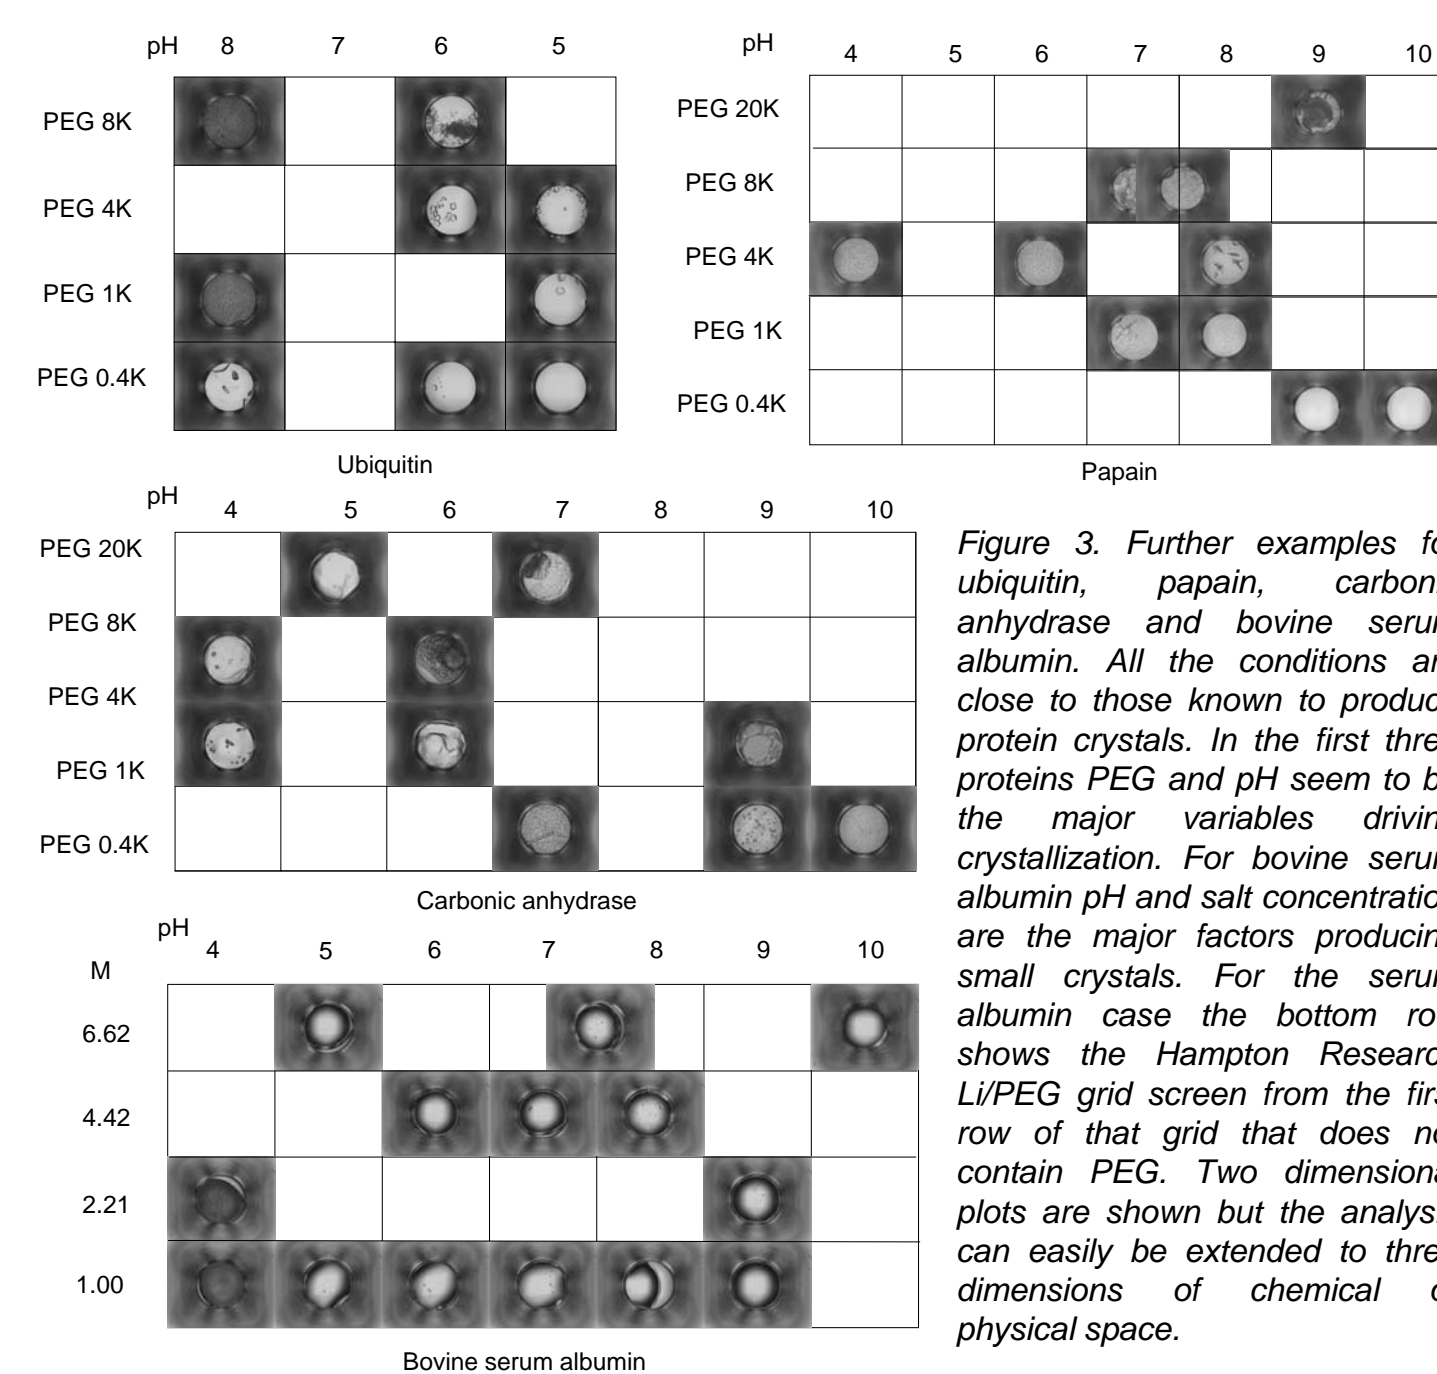 pH 8 7 6 5
PEG 8K
PEG 4K
PEG 1K
PEG 0.4K
Ubiquitin
pH 4 5 6 7 8 9 10
PEG 20K
PEG 8K
PEG 4K
PEG 1K
PEG 0.4K
Papain
pH 4 5 6 7 8 9 10
PEG 20K
PEG 8K
PEG 4K
PEG 1K
PEG 0.4K
Carbonic anhydrase
pH 4 5 6 7 8 9 10
M
6.62
4.42
2.21
1.00
Bovine serum albumin
Figure 3. Further examples fo
ubiquitin, papain, carboni
anhydrase and bovine serum
albumin. All the conditions ar
close to those known to produc
protein crystals. In the first thre
proteins PEG and pH seem to b
the major variables drivin
crystallization. For bovine serum
albumin pH and salt concentratio
are the major factors producin
small crystals. For the serum
albumin case the bottom ro
shows the Hampton Researc
Li/PEG grid screen from the firs
row of that grid that does no
contain PEG. Two dimensiona
plots are shown but the analysi
can easily be extended to thre
dimensions of chemical o
physical space.